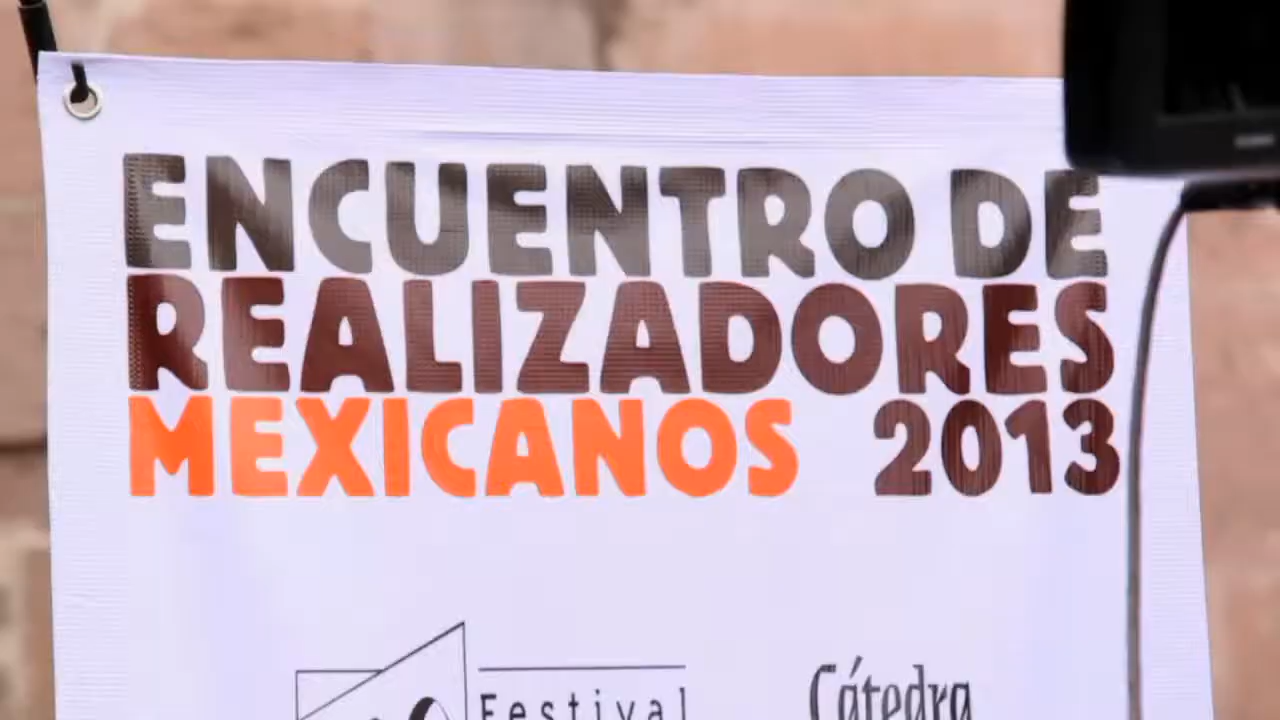 ENCUENTRO DE
REALIZADORES
MEXICANOS 2013
Festival
Cátedra